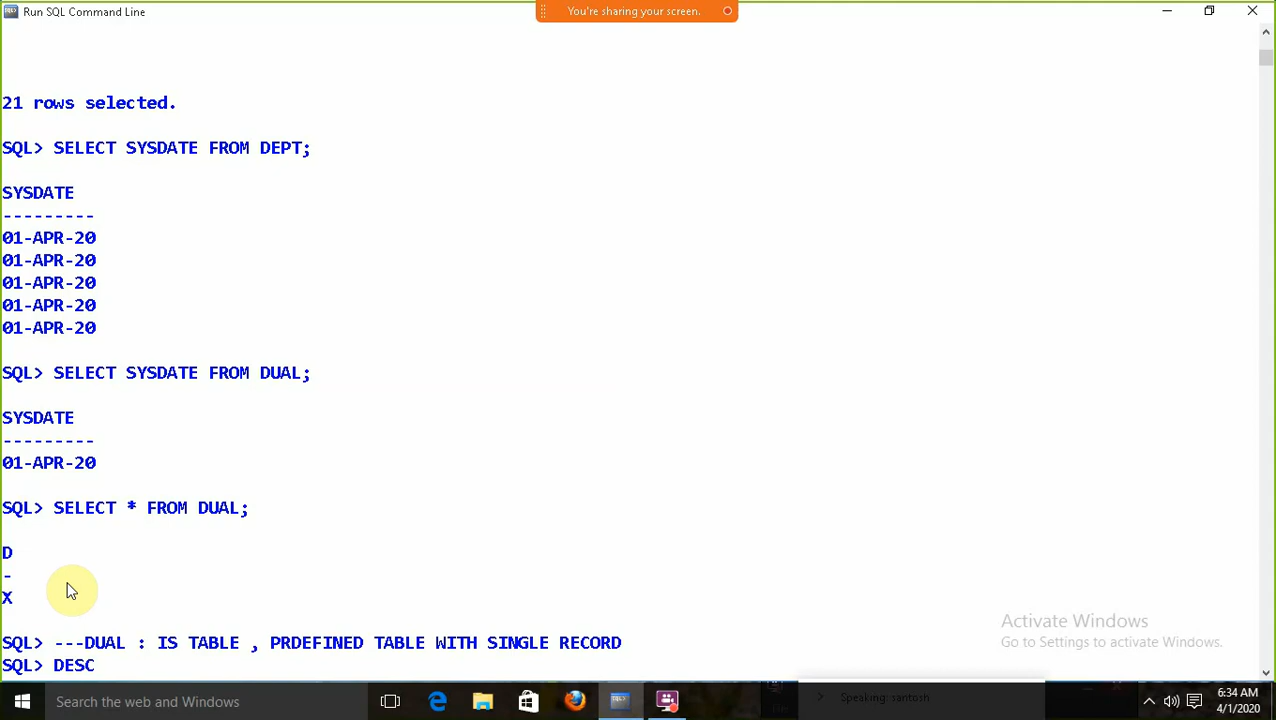 Run SQL Command Line
You're sharing your screen.
21 rows selected.
SQL> SELECT SYSDATE FROM DEPT;
SYSDATE
---------
01-APR-20
01-APR-20
01-APR-20
01-APR-20
01-APR-20
SQL> SELECT SYSDATE FROM DUAL;
SYSDATE
---------
01-APR-20
SQL> SELECT * FROM DUAL;
D
-
X
SQL> ---DUAL : IS TABLE , PRDEFINED TABLE WITH SINGLE RECORD
SQL> DESC
Activate Windows
Go to Settings to activate Windows.
Search the web and Windows
Speaking: santosh
6:34 AM
4/1/2020